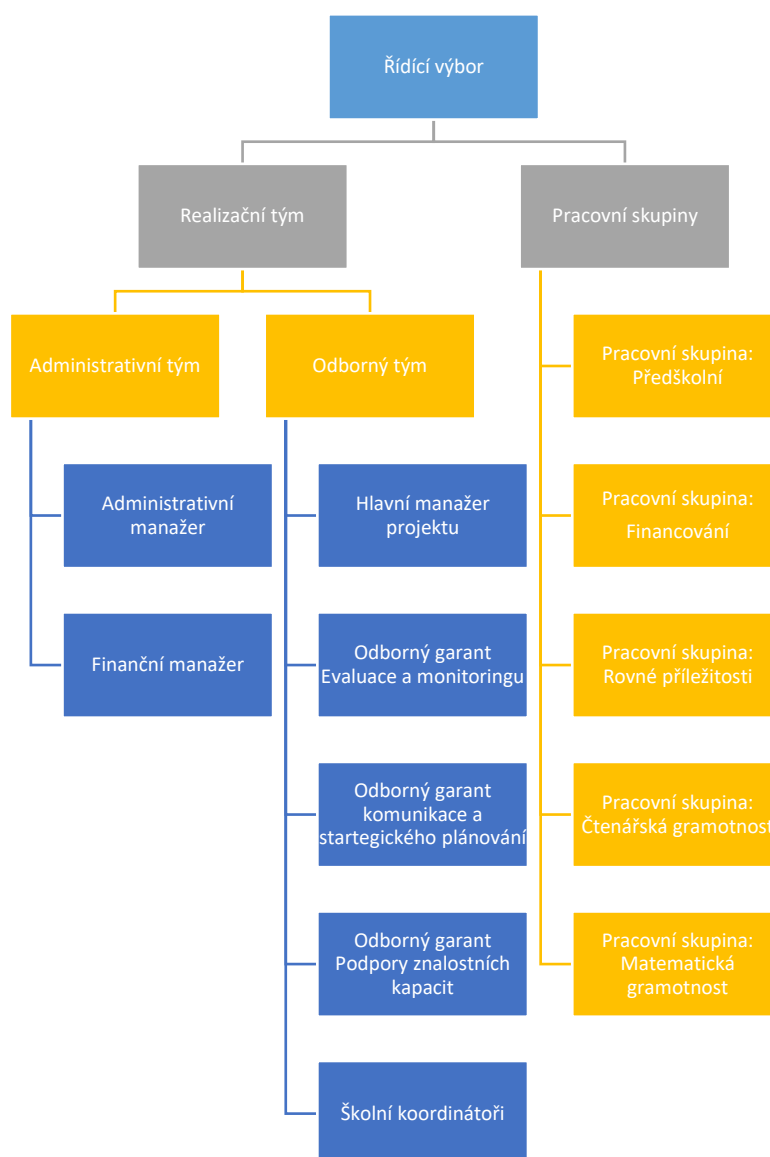 Řídící výbor
Realizační tým
Pracovní skupiny
Administrativní tým
Odborný tým
Pracovní skupina:
Předškolní
Administrativní
manažer
Hlavní manažer
projektu
Pracovní skupina:
Financování
Finanční manažer
Odborný garant
Evaluace a monitoringu
Pracovní skupina:
Rovné příležitosti
Odborný garant
komunikace a
startegického plánování
Pracovní skupina:
Čtenářská gramotnost
Odborný garant
Podpory znalostních
kapacit
Pracovní skupina:
Matematická
gramotnost
Školní koordinátoři